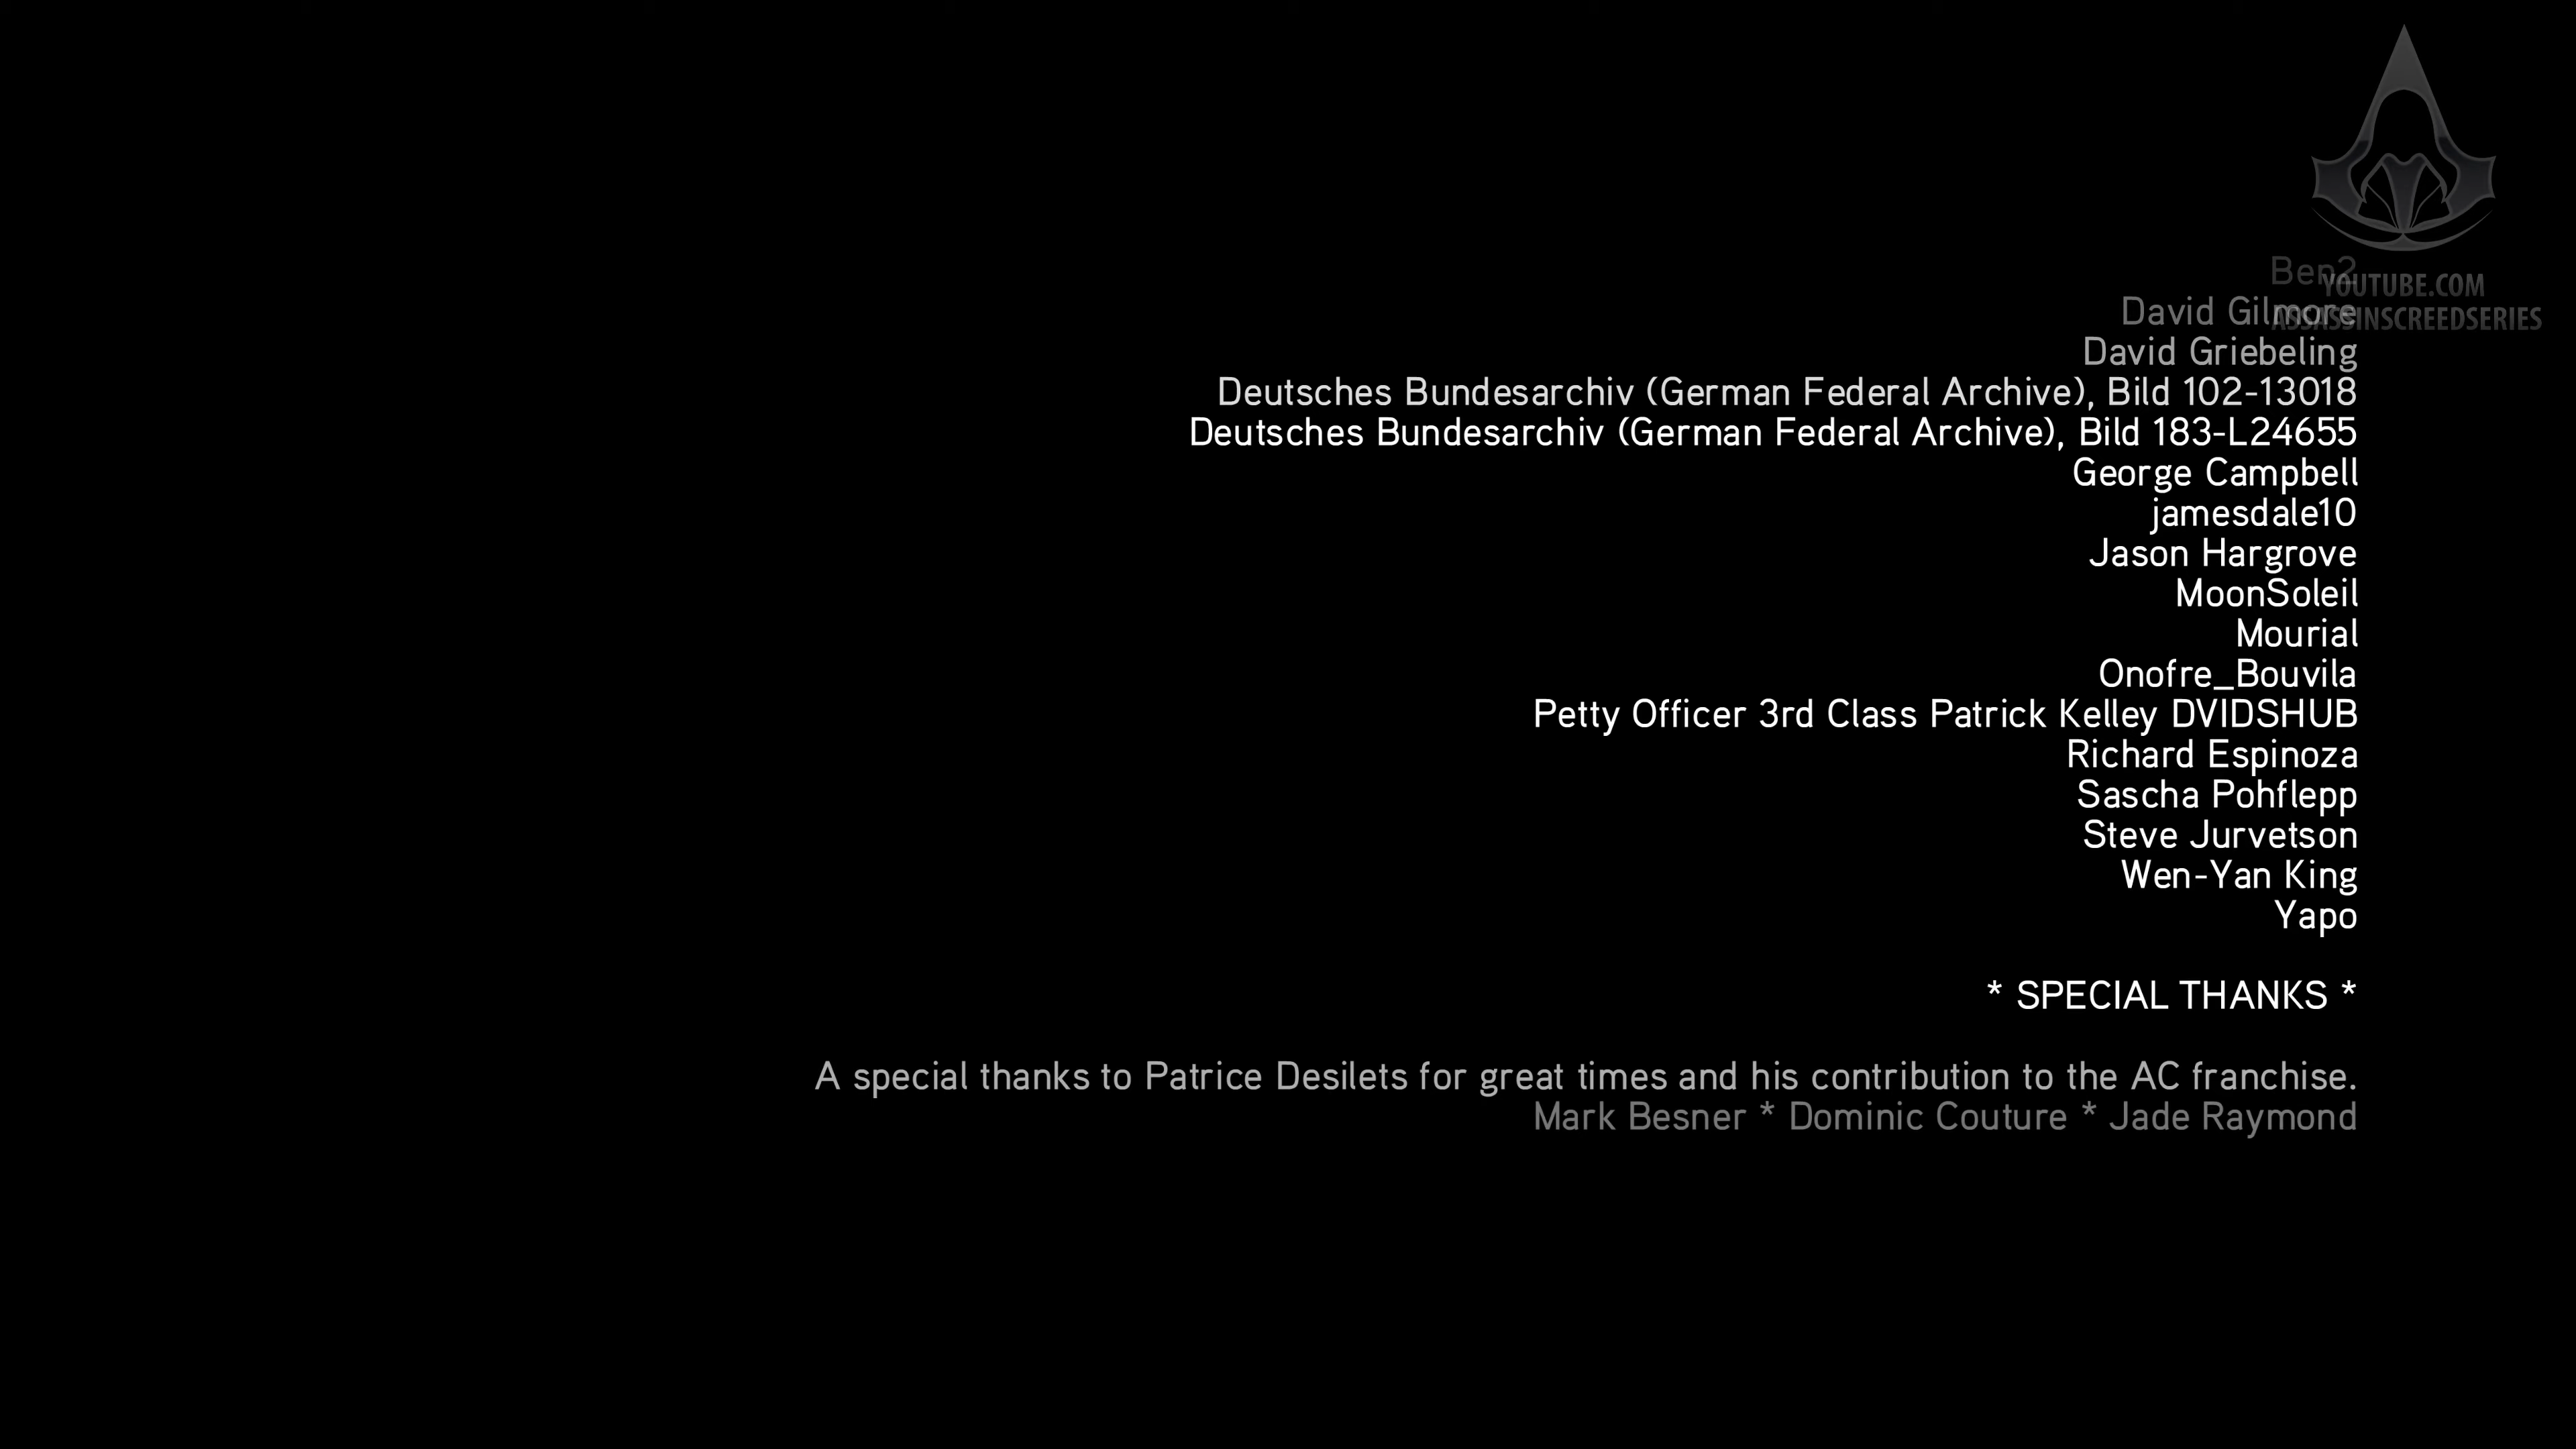 Ben2
YOUTUBE.COM
David Gilmore
ASSASSINSCREEDSERIES
David Griebeling
Deutsches Bundesarchiv (German Federal Archive), Bild 102-13018
Deutsches Bundesarchiv (German Federal Archive), Bild 183-L24655
George Campbell
jamesdale10
Jason Hargrove
MoonSoleil
Mourial
Onofre_Bouvila
Petty Officer 3rd Class Patrick Kelley DVIDSHUB
Richard Espinoza
Sascha Pohflepp
Steve Jurvetson
Wen-Yan King
Yapo
* SPECIAL THANKS *
A special thanks to Patrice Desilets for great times and his contribution to the AC franchise.
Mark Besner * Dominic Couture * Jade Raymond